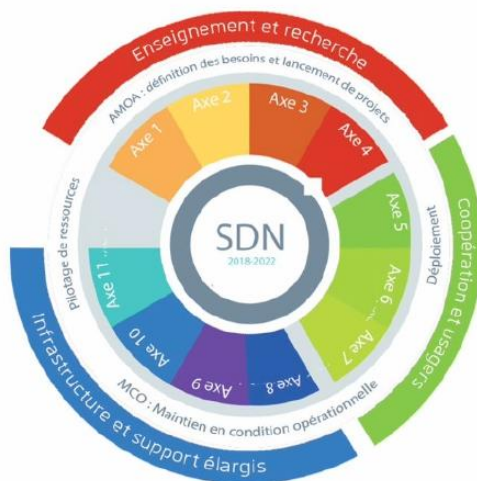 Enseignement et recherche
AMOA : définition des besoins et lancement de projets
Axe 1
Axe 2
Axe 3
Axe 4
Coopération et usagers
Déploiement
Axe 5
Axe 6
Axe 7
SDN
2018-2022
Axe 8
Axe 9
Axe 10
Axe 11
Pilotage de ressources
MCO : Maintien en condition opérationnelle
Infrastructure et support élargis